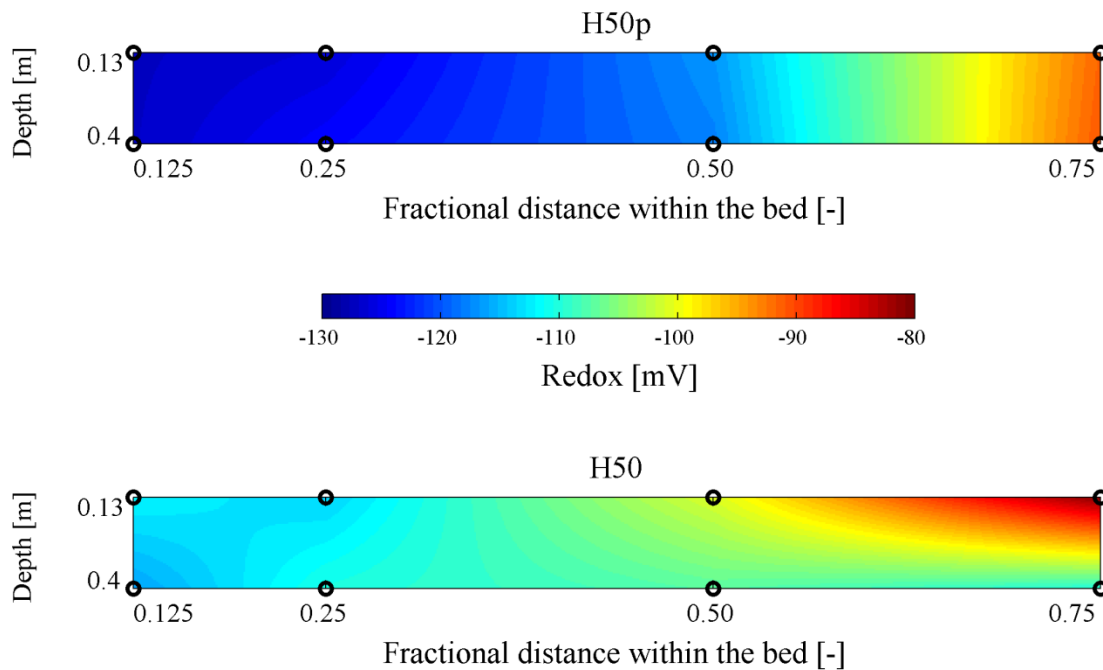 H50p
Depth [m]
0.13
0.4
0.125 0.25 0.50 0.75
Fractional distance within the bed [-]
-130 -120 -110 -100 -90 -80
Redox [mV]
H50
Depth [m]
0.13
0.4
0.125 0.25 0.50 0.75
Fractional distance within the bed [-]